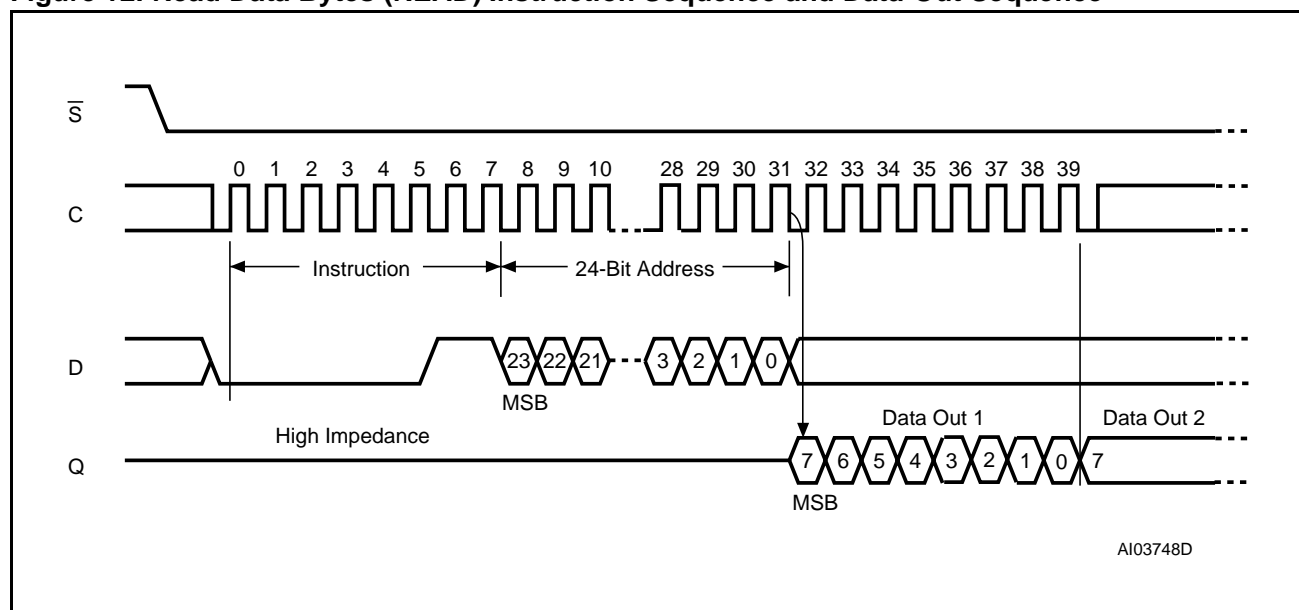 Figure 12. Read Data Bytes (READ) Instruction Sequence and Data-Out Sequence
S
0 1 2 3 4 5 6 7 8 9 10 28 29 30 31 32 33 34 35 36 37 38 39
C
Instruction 24-Bit Address
D
23 22 21 3 2 1 0
MSB
High Impedance
Data Out 1 Data Out 2
Q
7 6 5 4 3 2 1 0 7
MSB
AI03748D